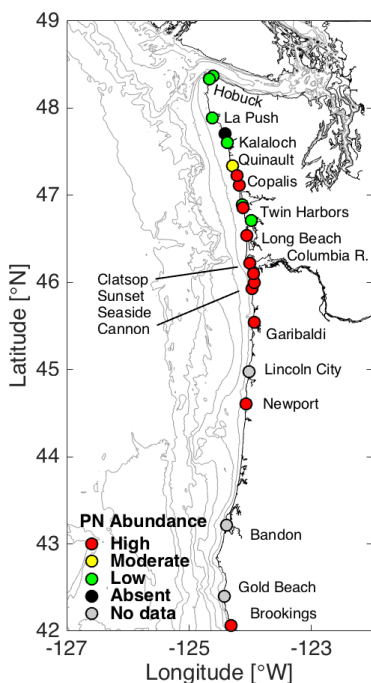 49
48
47
46
45
44
43
42
Latitude [°N]
Hobuck
La Push
Kalaloch
Quinault
Copalis
Twin Harbors
Long Beach
Columbia R.
Clatsop
Sunset
Seaside
Cannon
Garibaldi
Lincoln City
Newport
Bandon
Gold Beach
Brookings
PN Abundance
High
Moderate
Low
Absent
No data
-127 -125 -123
Longitude [°W]